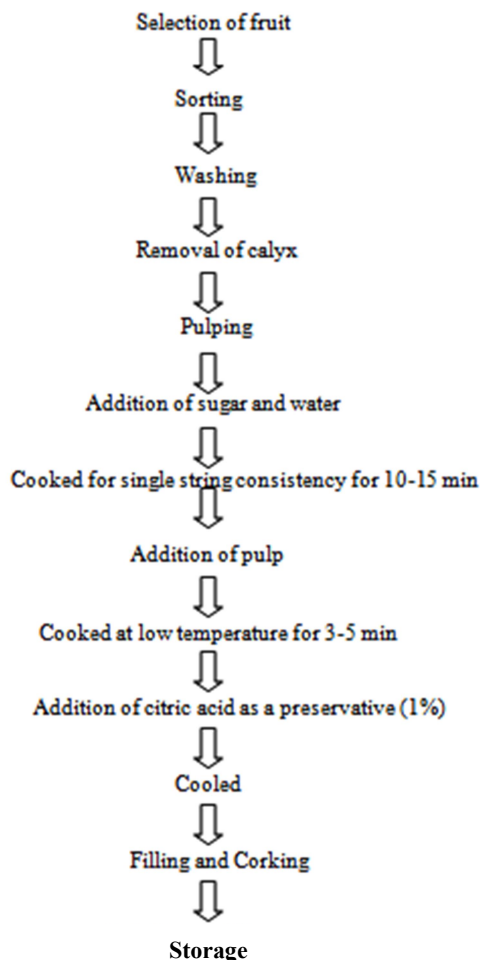 Selection of fruit
Sorting
Washing
Removal of calyx
Pulping
Addition of sugar and water
Cooked for single string consistency for 10-15 min
Addition of pulp
Cooked at low temperature for 3-5 min
Addition of citric acid as a preservative (1%)
Cooled
Filling and Corking
Storage